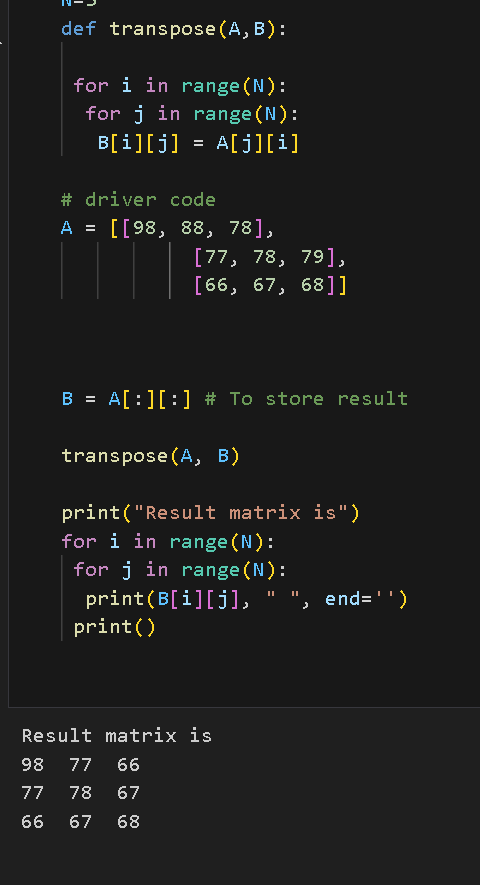 N=3
def transpose(A,B):
for i in range(N):
for j in range(N):
B[i][j] = A[j][i]
# driver code
A = [[98, 88, 78],
[77, 78, 79],
[66, 67, 68]]
B = A[:][:] # To store result
transpose(A, B)
print("Result matrix is")
for i in range(N):
for j in range(N):
print(B[i][j], " ", end='')
print()
Result matrix is
98  77  66
77  78  67
66  67  68